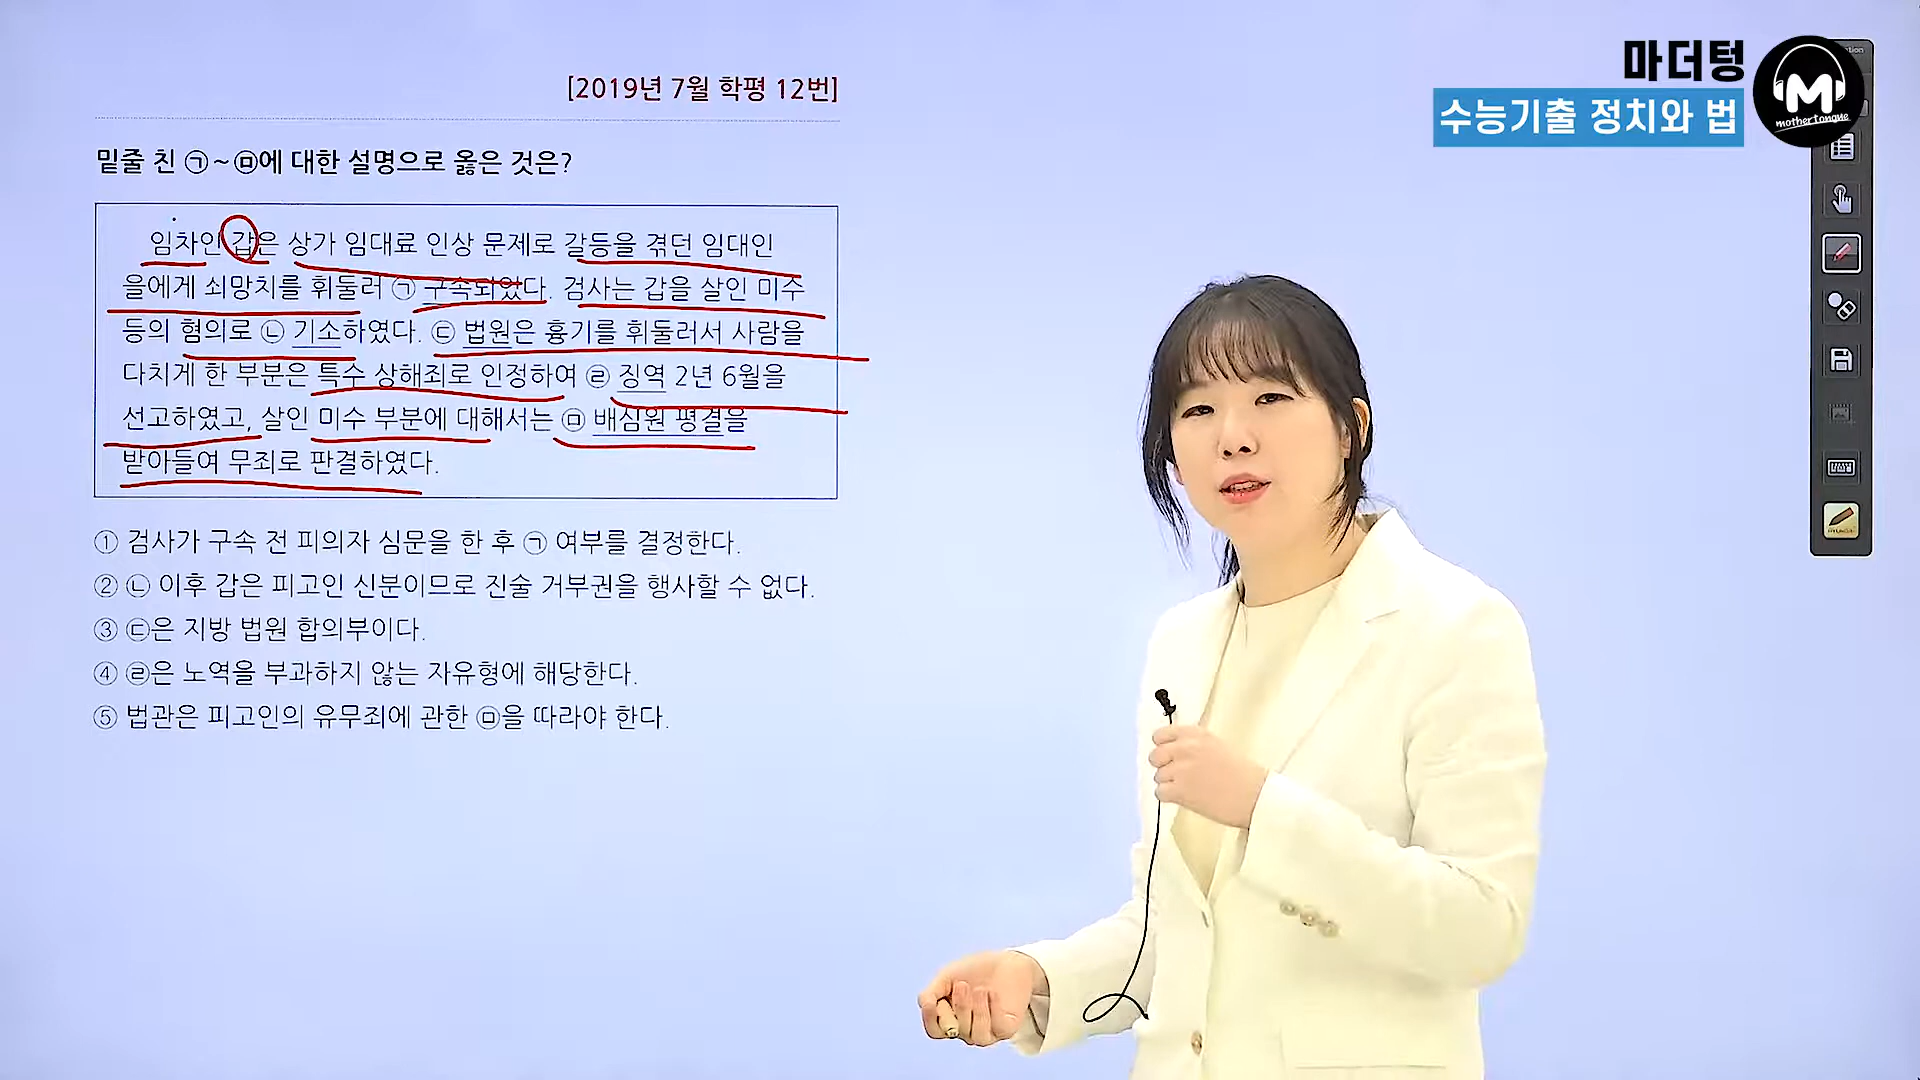 [2019년 7월 학평 12번]
마더텅
수능기출 정치와 법
M
mothertongue
밑줄 친 ㉠~㉤에 대한 설명으로 옳은 것은?
임차인 갑은 상가 임대료 인상 문제로 갈등을 겪던 임대인
을에게 쇠망치를 휘둘러 ㉠ 구속되었다. 검사는 갑을 살인 미수
등의 혐의로 ㉡ 기소하였다. ㉢ 법원은 흉기를 휘둘러서 사람을
다치게 한 부분은 특수 상해죄로 인정하여 ㉣ 징역 2년 6월을
선고하였고, 살인 미수 부분에 대해서는 ㉤ 배심원 평결을
받아들여 무죄로 판결하였다.
① 검사가 구속 전 피의자 심문을 한 후 ㉠ 여부를 결정한다.
② ㉡ 이후 갑은 피고인 신분이므로 진술 거부권을 행사할 수 없다.
③ ㉢은 지방 법원 합의부이다.
④ ㉣은 노역을 부과하지 않는 자유형에 해당한다.
⑤ 법관은 피고인의 유무죄에 관한 ㉤을 따라야 한다.